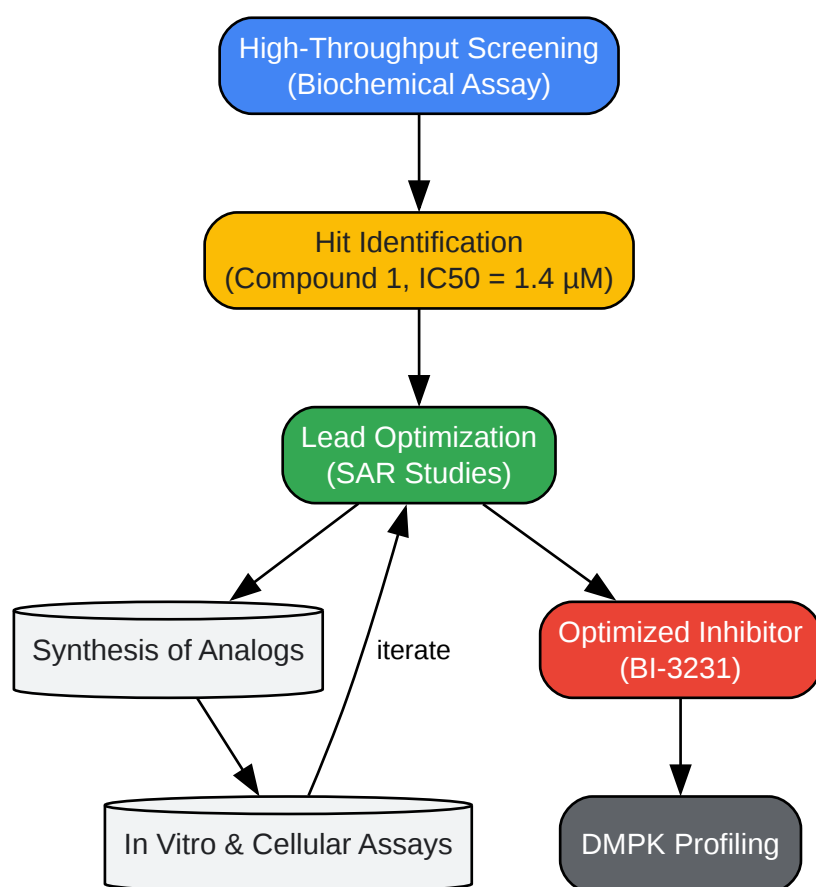 High-Throughput Screening
(Biochemical Assay)
Hit Identification
(Compound 1, IC50 = 1.4 µM)
Lead Optimization
(SAR Studies)
Synthesis of Analogs
iterate
Optimized Inhibitor
(BI-3231)
In Vitro & Cellular Assays
DMPK Profiling